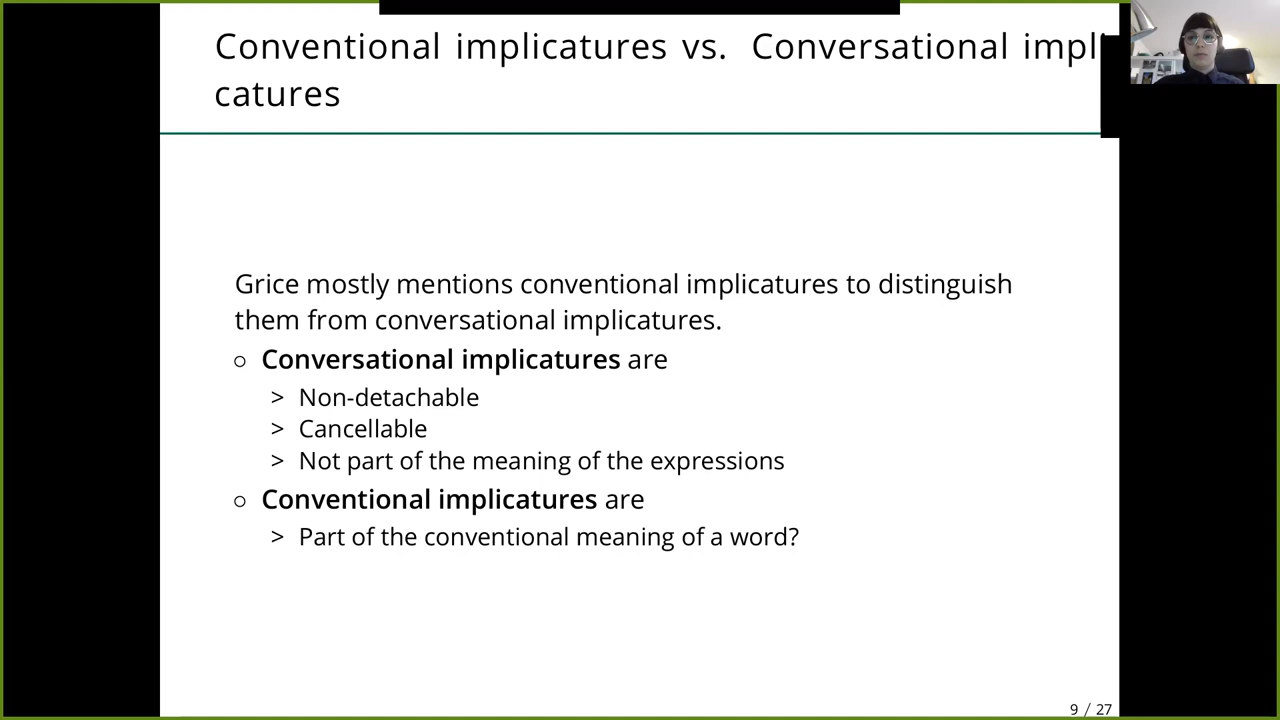 Conventional implicatures vs. Conversational impli
catures
Grice mostly mentions conventional implicatures to distinguish
them from conversational implicatures.
○ Conversational implicatures are
> Non-detachable
> Cancellable
> Not part of the meaning of the expressions
○ Conventional implicatures are
> Part of the conventional meaning of a word?
9 / 27